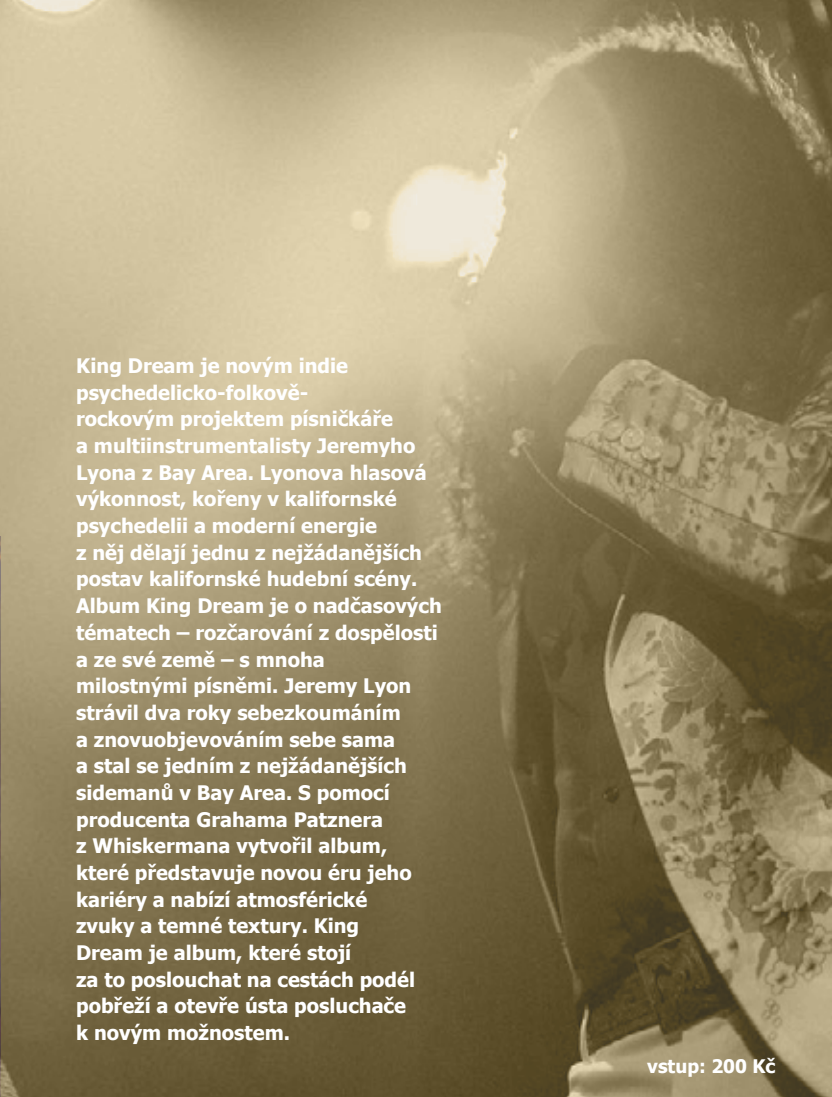 King Dream je novým indie
psychedelicko-folkově-
rockovým projektem písničkáře
a multiinstrumentalisty Jeremyho
Lyona z Bay Area. Lyonova hlasová
výkonnost, kořeny v kalifornské
psychedelii a moderní energie
z něj dělají jednu z nejžádanějších
postav kalifornské hudební scény.
Album King Dream je o nadčasových
tématech – rozčarování z dospělosti
a ze své země – s mnoha
milostnými písněmi. Jeremy Lyon
strávil dva roky sebezkoumáním
a znovuobjevováním sebe sama
a stal se jedním z nejžádanějších
sidemanů v Bay Area. S pomocí
producenta Grahama Patznera
z Whiskermana vytvořil album,
které představuje novou éru jeho
kariéry a nabízí atmosférické
zvuky a temné textury. King
Dream je album, které stojí
za to poslouchat na cestách podél
pobřeží a otevře ústa posluchače
k novým možnostem.
vstup: 200 Kč